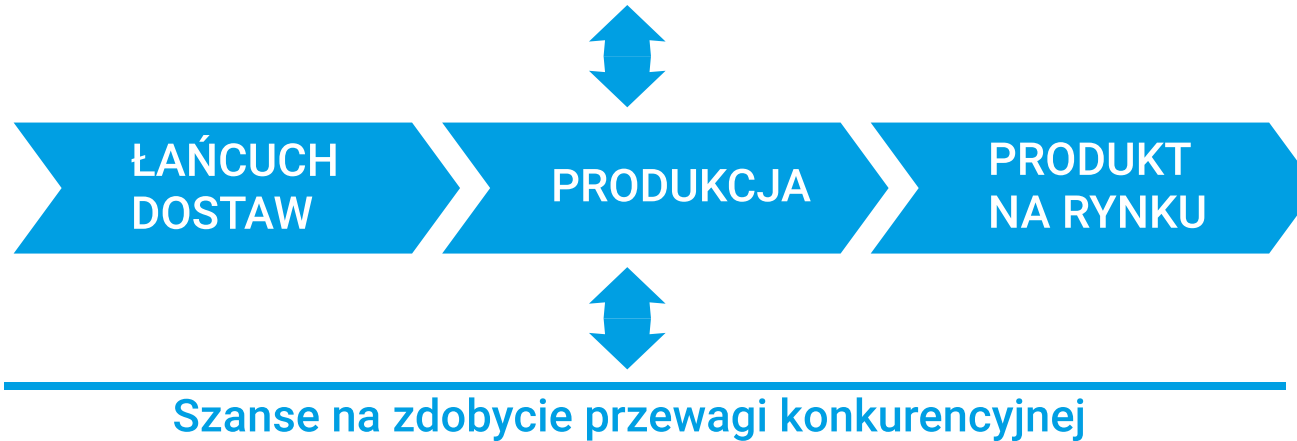 ŁAŃCUCH
DOSTAW
PRODUKCJA
PRODUKT
NA RYNKU
Szanse na zdobycie przewagi konkurencyjnej